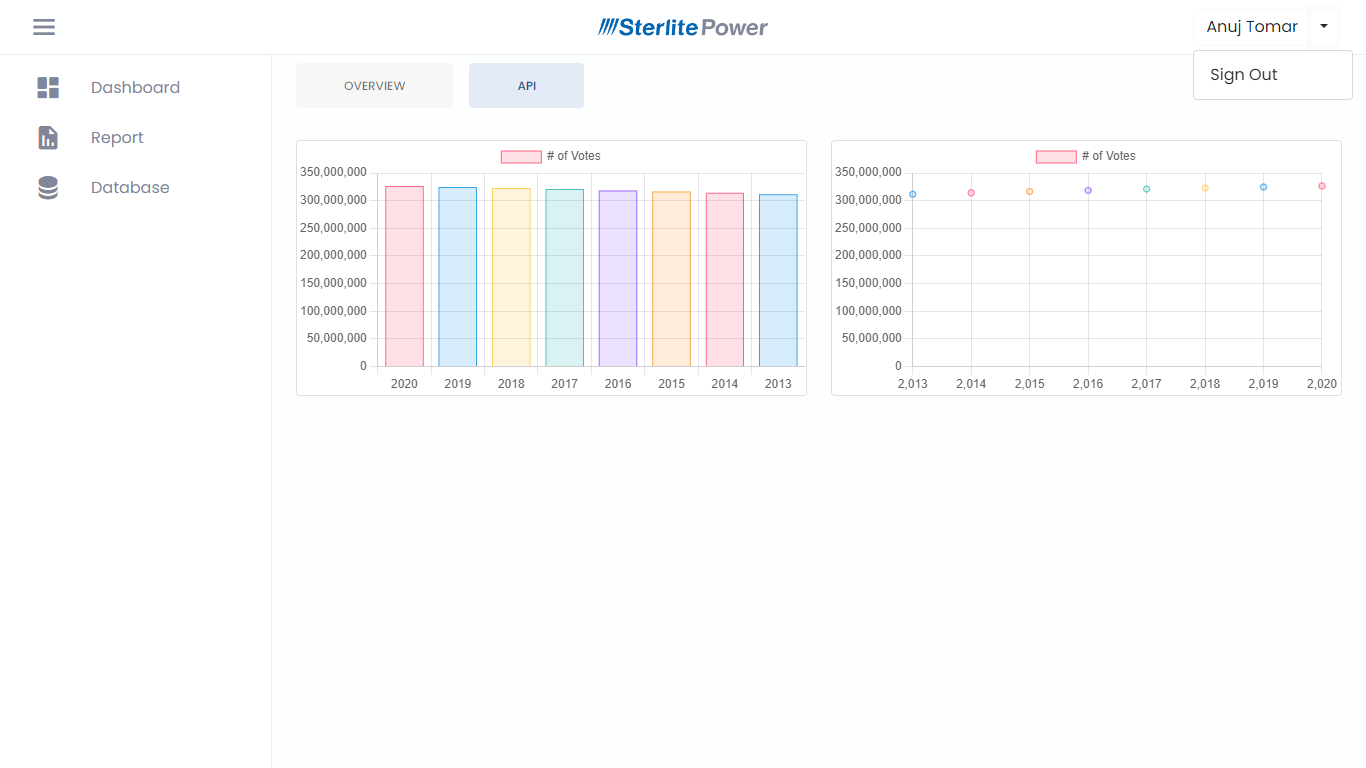 Sterlite Power
Anuj Tomar
Sign Out
Dashboard
Report
Database
OVERVIEW
API
# of Votes
350,000,000
300,000,000
250,000,000
200,000,000
150,000,000
100,000,000
50,000,000
0
2020 2019 2018 2017 2016 2015 2014 2013
# of Votes
350,000,000
300,000,000
250,000,000
200,000,000
150,000,000
100,000,000
50,000,000
0
2,013 2,014 2,015 2,016 2,017 2,018 2,019 2,020